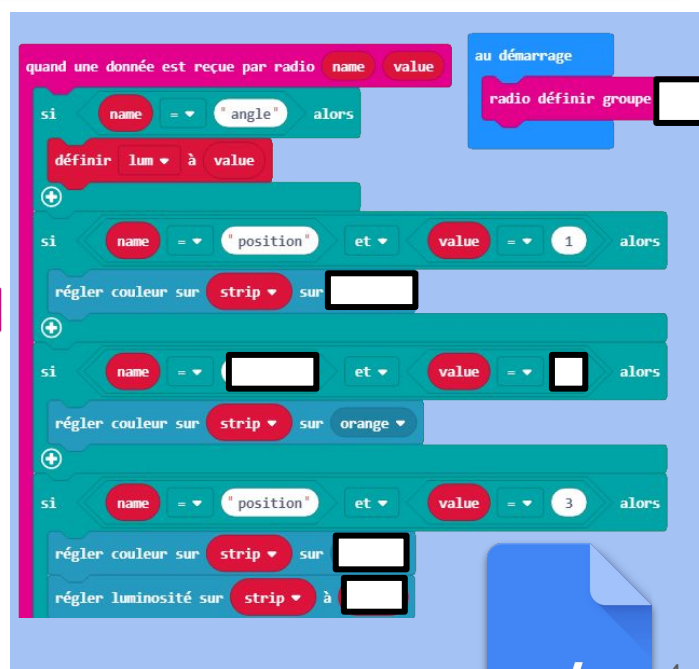 quand une donnée est reçue par radio name value
si name = "angle" alors
définir lum à value
si name = "position" et value = 1 alors
régler couleur sur strip sur
si name = et value = alors
régler couleur sur strip sur orange
si name = "position" et value = 3 alors
régler couleur sur strip sur
régler luminosité sur strip à
au démarrage
radio définir groupe